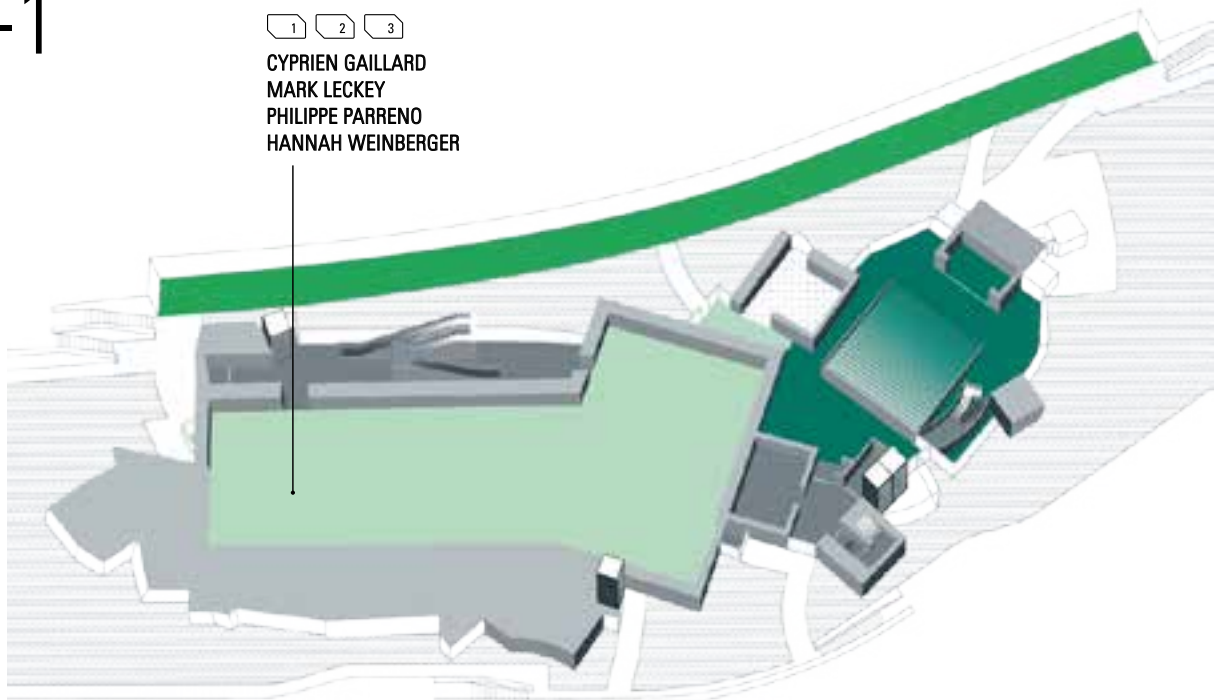 -1
1 2 3
CYPRIEN GAILLARD
MARK LECKEY
PHILIPPE PARRENO
HANNAH WEINBERGER